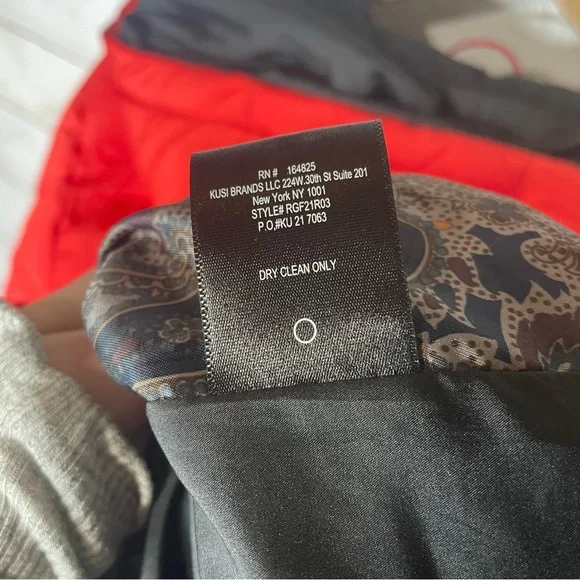 RN # 164825
KUSI BRANDS LLC 224W.30th St Suite 201
New York NY 1001
STYLE# RGF21R03
P.O,#KU 21 7063
DRY CLEAN ONLY